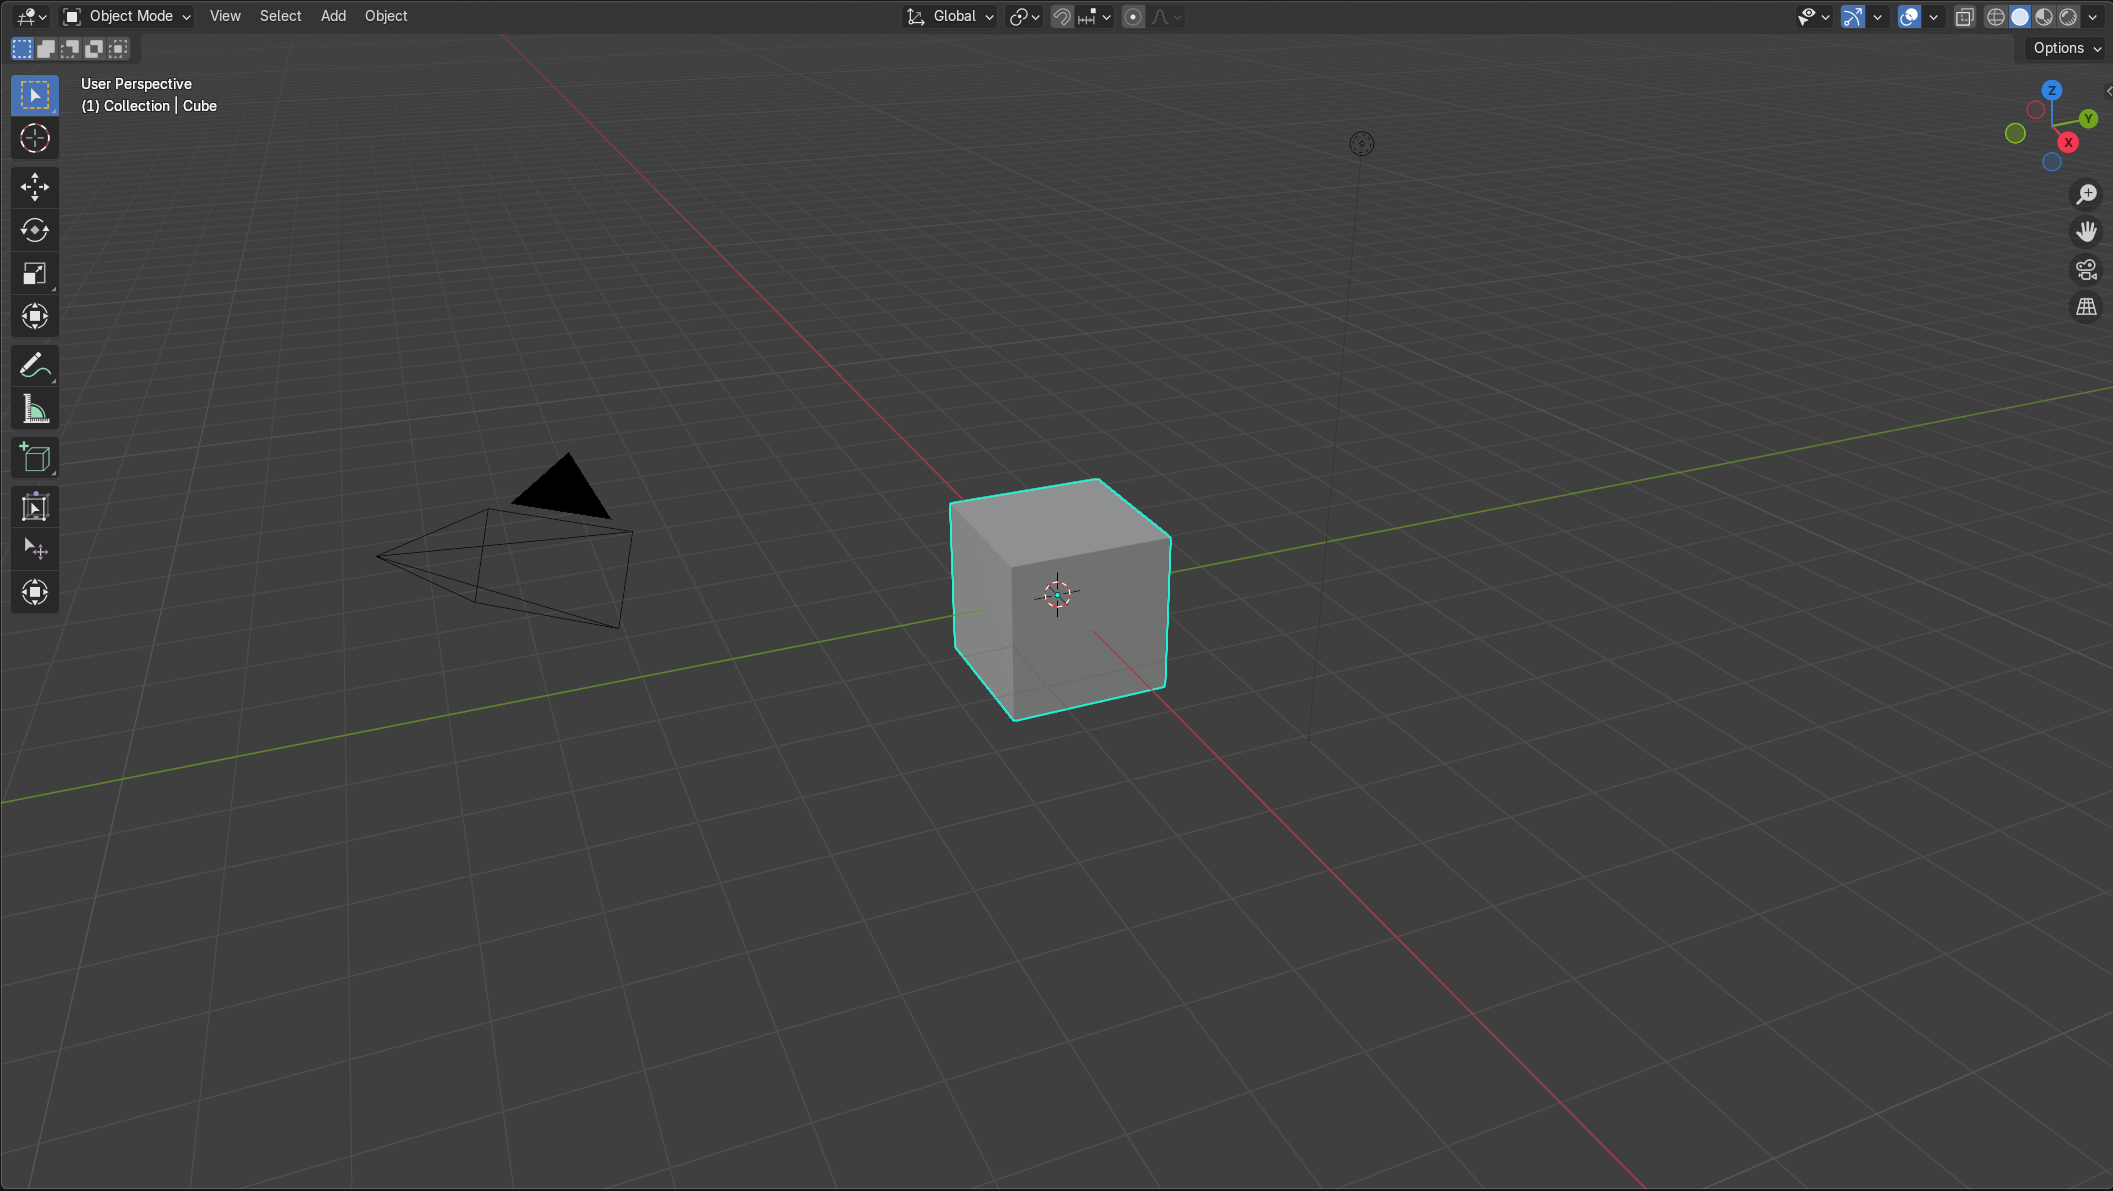 Object Mode View Select Add Object Global
Options
User Perspective
(1) Collection | Cube
Z
Y
X